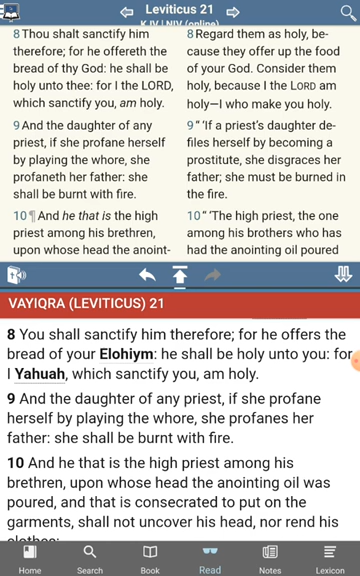 Leviticus 21
KJV | NIV (online)
8 Thou shalt sanctify him
therefore; for he offereth the
bread of thy God: he shall be
holy unto thee: for I the LORD,
which sanctify you, am holy.
9 And the daughter of any
priest, if she profane herself
by playing the whore, she
profaneth her father: she
shall be burnt with fire.
10 ¶ And he that is the high
priest among his brethren,
upon whose head the anoint-
8 Regard them as holy, be-
cause they offer up the food
of your God. Consider them
holy, because I the LORD am
holy—I who make you holy.
9 “ ‘If a priest’s daughter de-
files herself by becoming a
prostitute, she disgraces her
father; she must be burned in
the fire.
10 “ ‘The high priest, the one
among his brothers who has
had the anointing oil poured
VAYIQRA (LEVITICUS) 21
8 You shall sanctify him therefore; for he offers the
bread of your Elohiym: he shall be holy unto you: for
I Yahuah, which sanctify you, am holy.
9 And the daughter of any priest, if she profane
herself by playing the whore, she profanes her
father: she shall be burnt with fire.
10 And he that is the high priest among his
brethren, upon whose head the anointing oil was
poured, and that is consecrated to put on the
garments, shall not uncover his head, nor rend his
clothes;
Home
Search
Book
Read
Notes
Lexicon